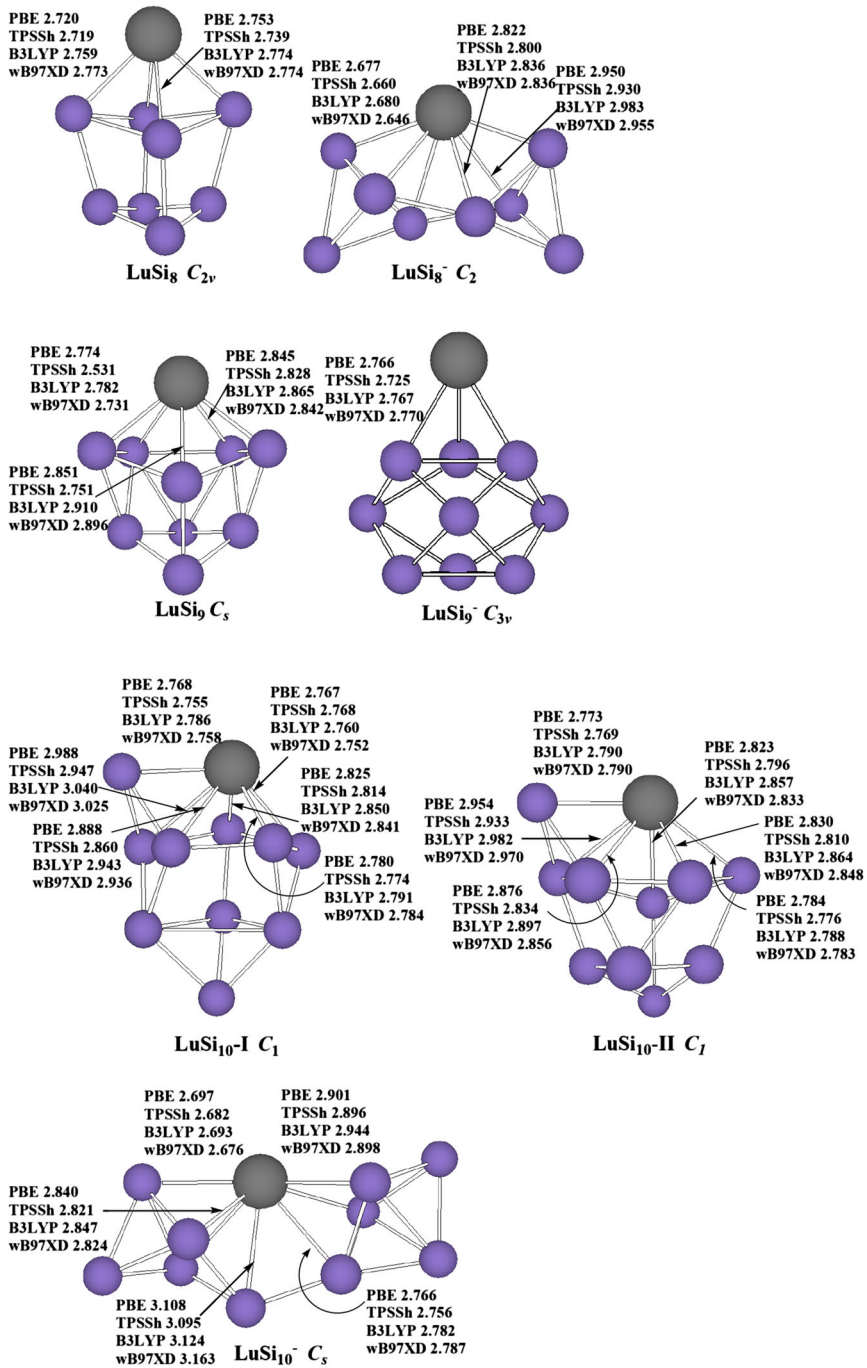 PBE 2.720
TPSSh 2.719
B3LYP 2.759
wB97XD 2.773
PBE 2.753
TPSSh 2.739
B3LYP 2.774
wB97XD 2.774
LuSi8 C2v
PBE 2.677
TPSSh 2.660
B3LYP 2.680
wB97XD 2.646
PBE 2.822
TPSSh 2.800
B3LYP 2.836
wB97XD 2.836
PBE 2.950
TPSSh 2.930
B3LYP 2.983
wB97XD 2.955
LuSi8- C2
PBE 2.774
TPSSh 2.531
B3LYP 2.782
wB97XD 2.731
PBE 2.845
TPSSh 2.828
B3LYP 2.865
wB97XD 2.842
PBE 2.851
TPSSh 2.751
B3LYP 2.910
wB97XD 2.896
LuSi9 Cs
PBE 2.766
TPSSh 2.725
B3LYP 2.767
wB97XD 2.770
LuSi9- C3v
PBE 2.768
TPSSh 2.755
B3LYP 2.786
wB97XD 2.758
PBE 2.767
TPSSh 2.768
B3LYP 2.760
wB97XD 2.752
PBE 2.988
TPSSh 2.947
B3LYP 3.040
wB97XD 3.025
PBE 2.825
TPSSh 2.814
B3LYP 2.850
wB97XD 2.841
PBE 2.888
TPSSh 2.860
B3LYP 2.943
wB97XD 2.936
PBE 2.780
TPSSh 2.774
B3LYP 2.791
wB97XD 2.784
LuSi10-I C1
PBE 2.773
TPSSh 2.769
B3LYP 2.790
wB97XD 2.790
PBE 2.823
TPSSh 2.796
B3LYP 2.857
wB97XD 2.833
PBE 2.954
TPSSh 2.933
B3LYP 2.982
wB97XD 2.970
PBE 2.830
TPSSh 2.810
B3LYP 2.864
wB97XD 2.848
PBE 2.876
TPSSh 2.834
B3LYP 2.897
wB97XD 2.856
PBE 2.784
TPSSh 2.776
B3LYP 2.788
wB97XD 2.783
LuSi10-II C1
PBE 2.697
TPSSh 2.682
B3LYP 2.693
wB97XD 2.676
PBE 2.901
TPSSh 2.896
B3LYP 2.944
wB97XD 2.898
PBE 2.840
TPSSh 2.821
B3LYP 2.847
wB97XD 2.824
PBE 3.108
TPSSh 3.095
B3LYP 3.124
wB97XD 3.163
PBE 2.766
TPSSh 2.756
B3LYP 2.782
wB97XD 2.787
LuSi10- Cs